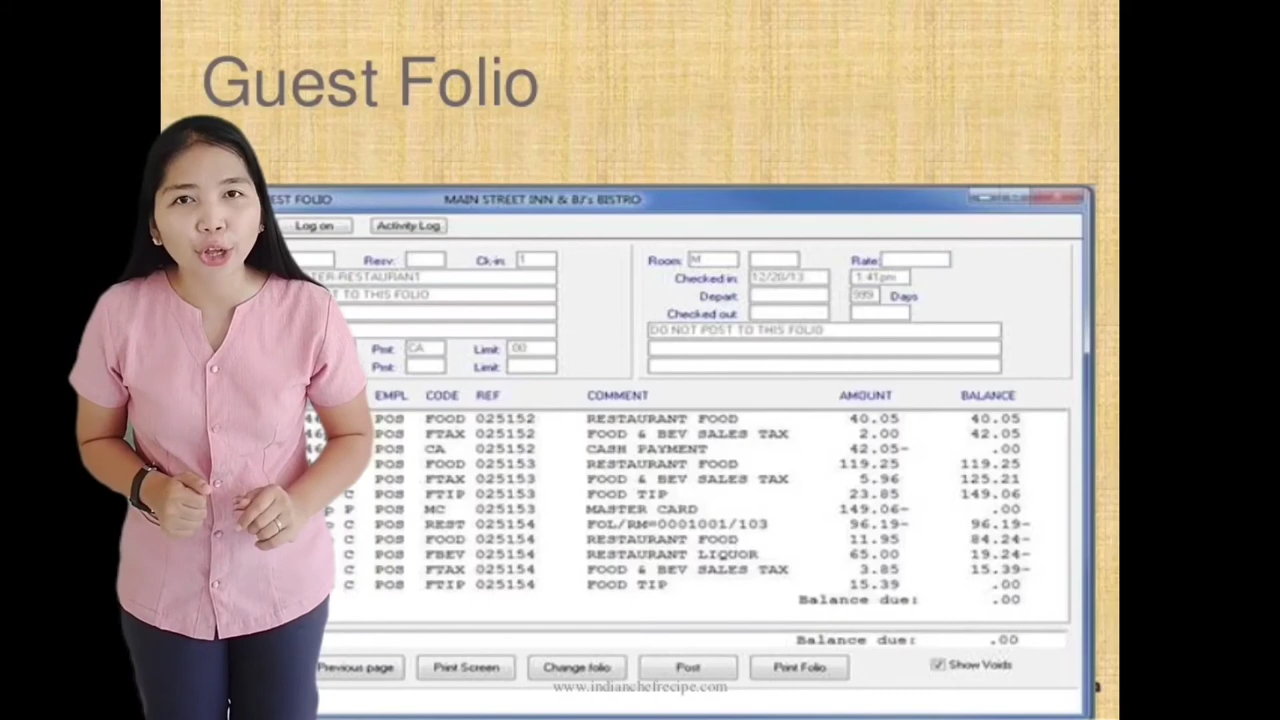 Guest Folio
EST FOLIO MAIN STREET INN & BJ's BISTRO
Log on Activity Log
Resv: Ck-in: 1 Room: M Rate:
TER-RESTAURANT Checked in: 12/20/13 1:41pm
T TO THIS FOLIO Depart: 999 Days
Checked out:
DO NOT POST TO THIS FOLIO
Pmt: CA Limit: .00
Pmt: Limit:
EMPL CODE REF COMMENT AMOUNT BALANCE
POS FOOD 025152 RESTAURANT FOOD 40.05 40.05
POS FTAX 025152 FOOD & BEV SALES TAX 2.00 42.05
POS CA 025152 CASH PAYMENT 42.05- .00
POS FOOD 025153 RESTAURANT FOOD 119.25 119.25
POS FTAX 025153 FOOD & BEV SALES TAX 5.96 125.21
C POS FTIP 025153 FOOD TIP 23.85 149.06
P POS MC 025153 MASTER CARD 149.06- .00
C POS REST 025154 FOL/RM=0001001/103 96.19- 96.19-
C POS FOOD 025154 RESTAURANT FOOD 11.95 84.24-
C POS FBEV 025154 RESTAURANT LIQUOR 65.00 19.24-
C POS FTAX 025154 FOOD & BEV SALES TAX 3.85 15.39-
C POS FTIP 025154 FOOD TIP 15.39 .00
Balance due: .00
Balance due: .00
Previous page Print Screen Change folio Post Print Folio Show Voids
www.indianchefrecipe.com